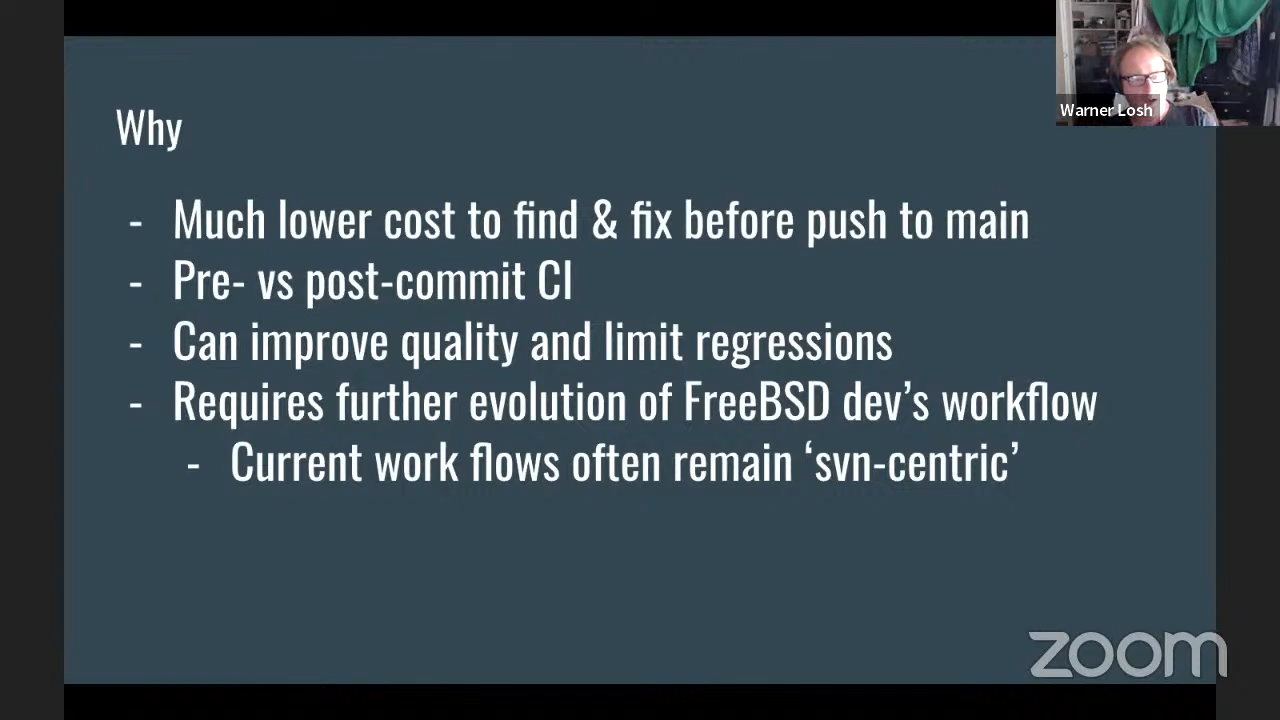 Warner Losh
Why
- Much lower cost to find & fix before push to main
- Pre- vs post-commit CI
- Can improve quality and limit regressions
- Requires further evolution of FreeBSD dev’s workflow
- Current work flows often remain ‘svn-centric’
zoom